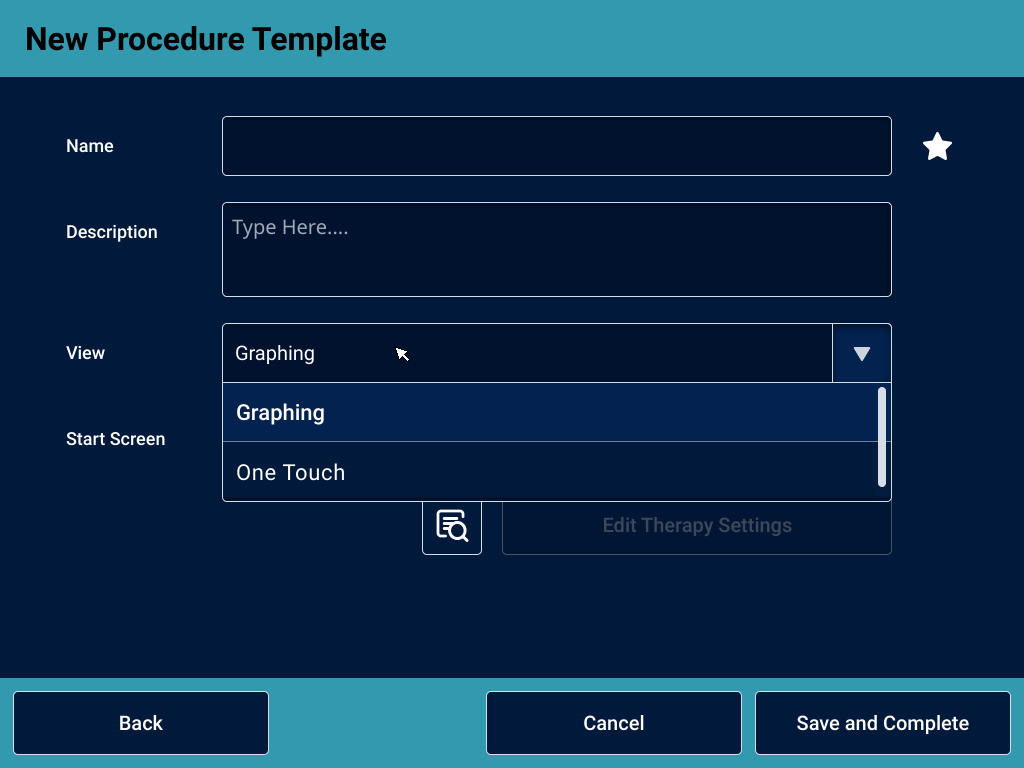 New Procedure Template
Name
Description
Type Here....
View
Graphing
Graphing
Start Screen
One Touch
Edit Therapy Settings
Back
Cancel
Save and Complete